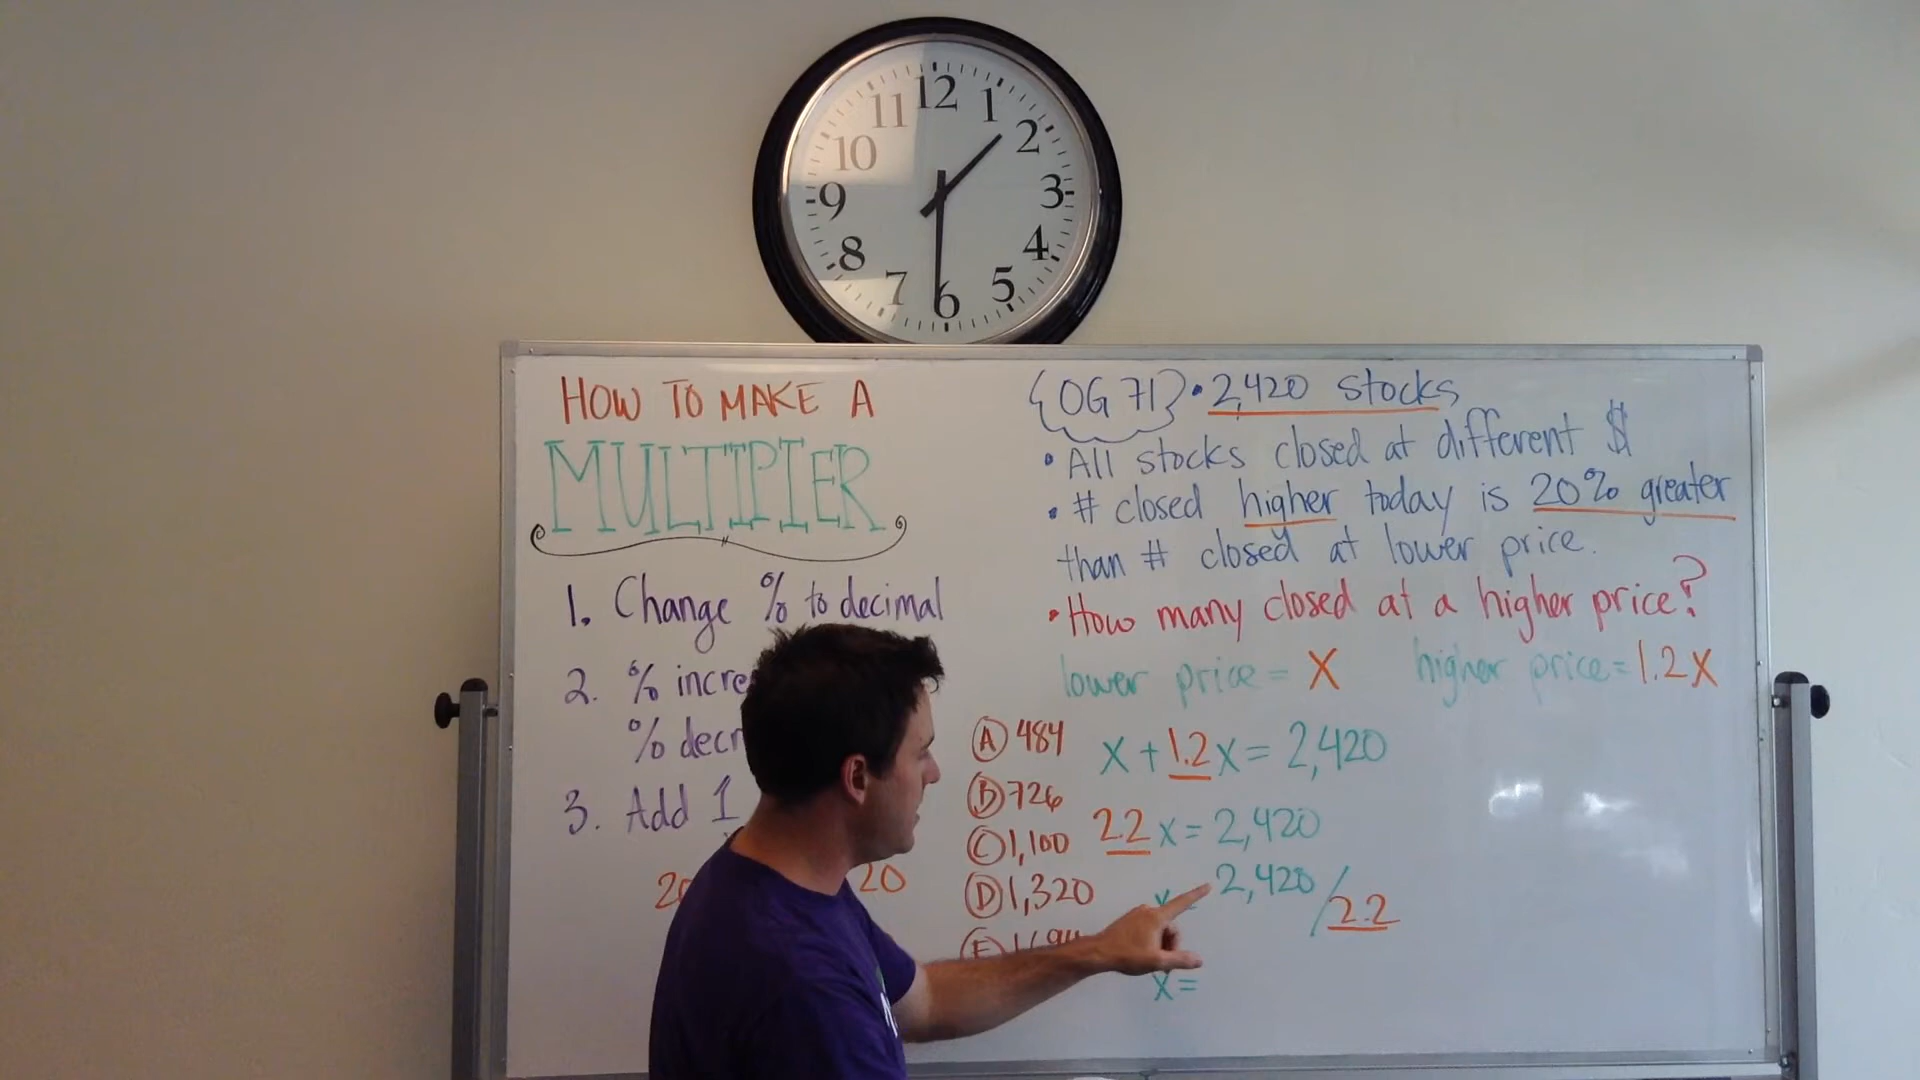 12
11 1
10 2
9 3
8 4
7 5
6
HOW TO MAKE A
MULTIPIER
1. Change % to decimal
2. % incre
% decr
3. Add 1
20 20
{OG 71} • 2,420 stocks
• All stocks closed at different $
• # closed higher today is 20% greater
than # closed at lower price.
• How many closed at a higher price?
lower price = X higher price = 1.2X
A 484
B 726
C 1,100
D 1,320
E
X + 1.2X = 2,420
2.2X = 2,420
2,420/2.2
X =